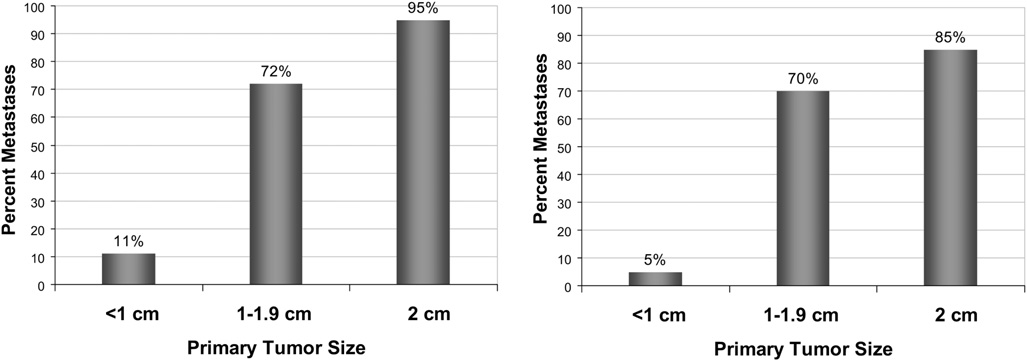 Percent Metastases
100
90
80
70
60
50
40
30
20
10
0
11%
72%
95%
<1 cm
1-1.9 cm
2 cm
Primary Tumor Size
Percent Metastases
100
90
80
70
60
50
40
30
20
10
0
5%
70%
85%
<1 cm
1-1.9 cm
2 cm
Primary Tumor Size